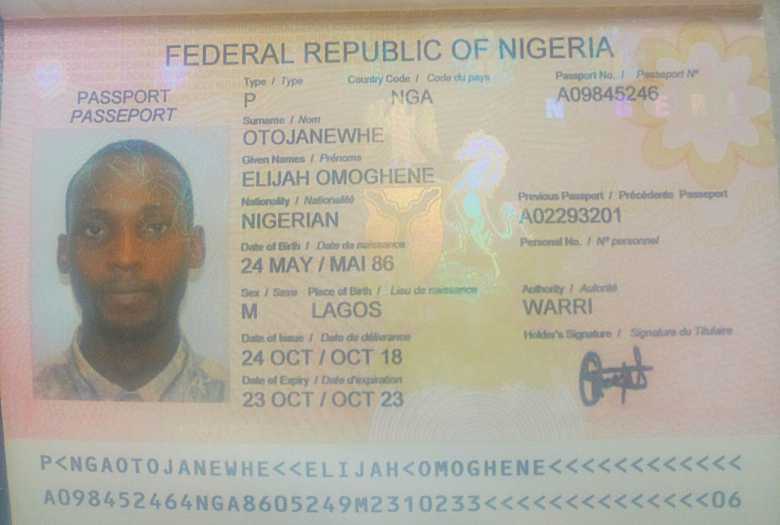 FEDERAL REPUBLIC OF NIGERIA
PASSPORT
PASSEPORT
Type / Type Country Code / Code du pays Passport No. / Passeport N°
P NGA A09845246
Surname / Nom
OTOJANEWHE
Given Names / Prénoms
ELIJAH OMOGHENE
Nationality / Nationalité Previous Passport / Précédente Passeport
NIGERIAN A02293201
Date of Birth / Date de naissance Personal No. / N° personnel
24 MAY / MAI 86
Sex / Sexe Place of Birth / Lieu de naissance Authority / Autorité
M LAGOS WARRI
Date of Issue / Date de délivrance Holder's Signature / Signature du Titulaire
24 OCT / OCT 18
Date of Expiry / Date d'expiration
23 OCT / OCT 23
P<NGAOTOJANEWHE<<ELIJAH<OMOGHENE<<<<<<<<<<<<
A098452464NGA8605249M2310233<<<<<<<<<<<<<<06